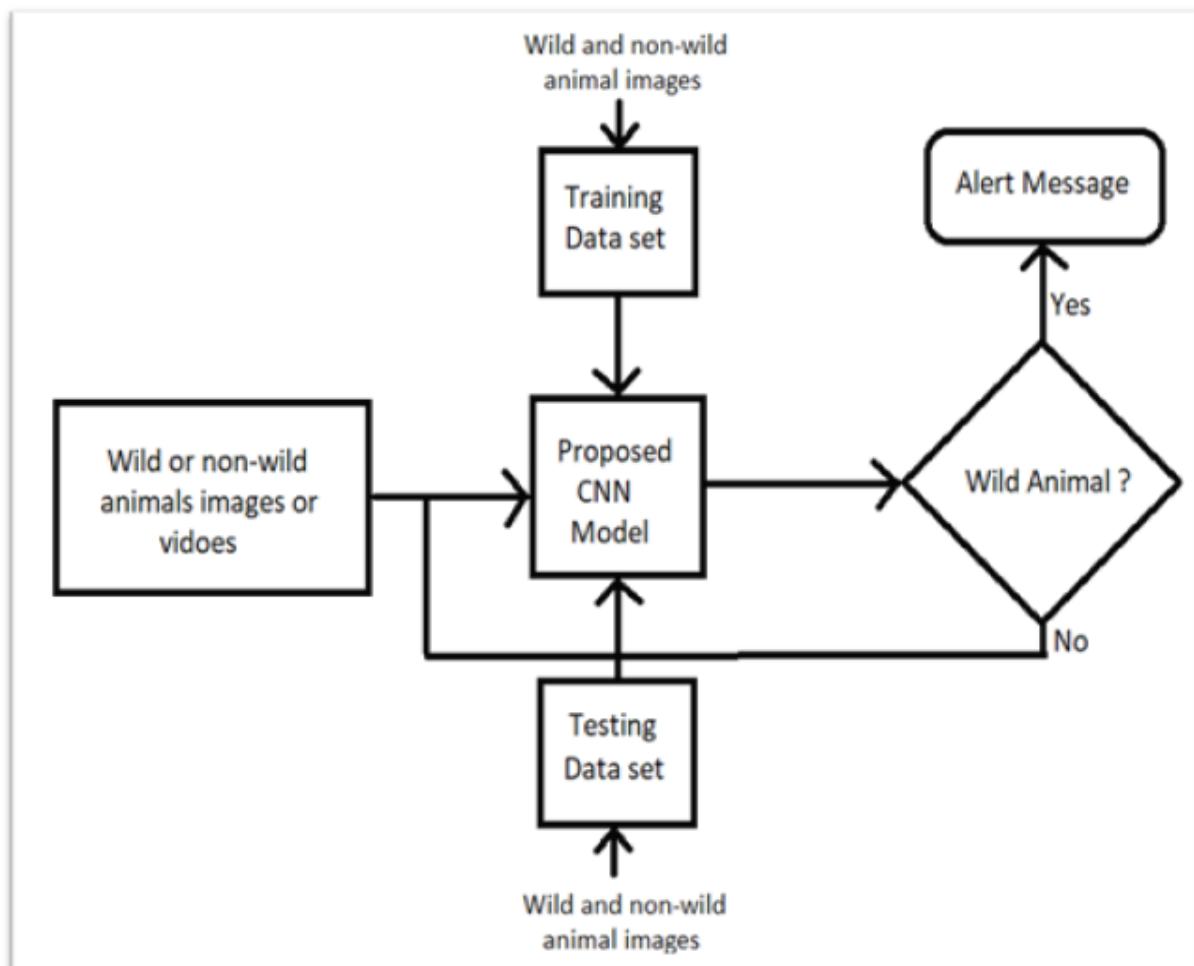 Wild and non-wild
animal images
Training
Data set
Alert Message
Yes
Wild or non-wild
animals images or
vidoes
Proposed
CNN
Model
Wild Animal ?
No
Testing
Data set
Wild and non-wild
animal images